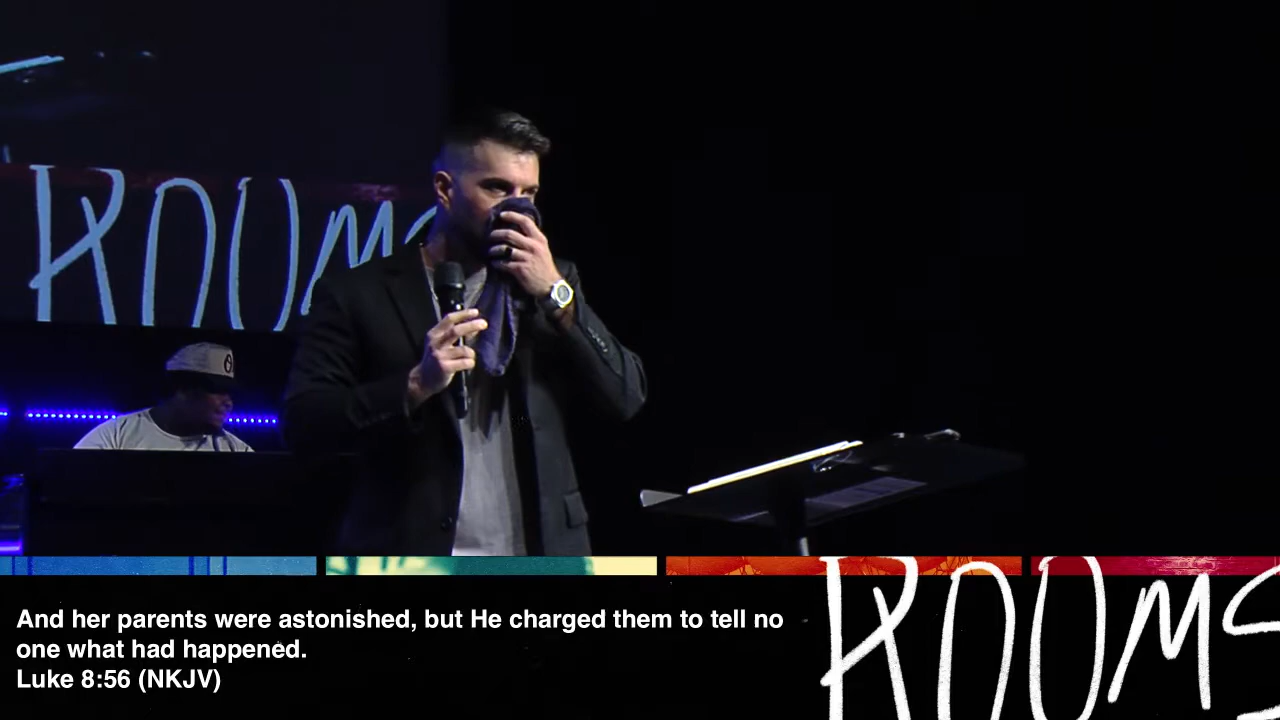 ROOMS
And her parents were astonished, but He charged them to tell no
one what had happened.
Luke 8:56 (NKJV)
ROOMS